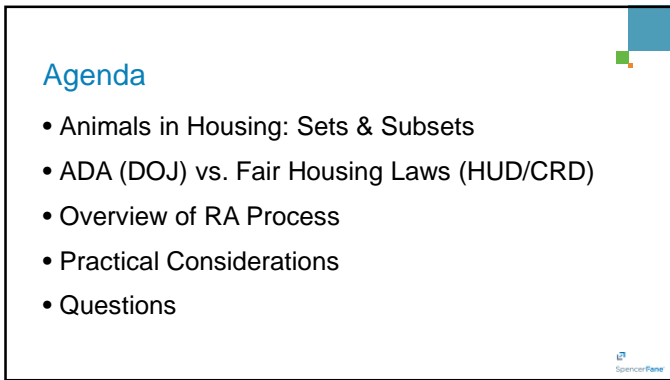 Agenda
• Animals in Housing: Sets & Subsets
• ADA (DOJ) vs. Fair Housing Laws (HUD/CRD)
• Overview of RA Process
• Practical Considerations
• Questions
SpencerFane